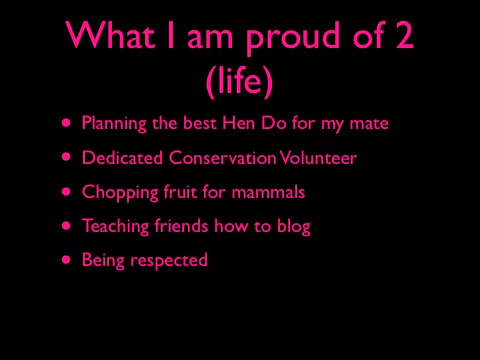 What I am proud of 2
(life)
• Planning the best Hen Do for my mate
• Dedicated Conservation Volunteer
• Chopping fruit for mammals
• Teaching friends how to blog
• Being respected